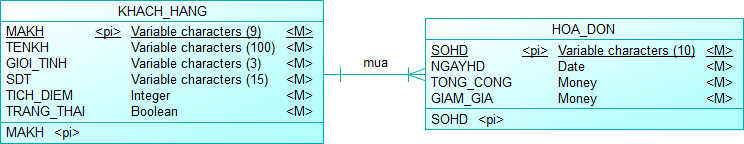 KHACH_HANG
MAKH <pi> Variable characters (9) <M>
TENKH Variable characters (100) <M>
GIOI_TINH Variable characters (3) <M>
SDT Variable characters (15) <M>
TICH_DIEM Integer <M>
TRANG_THAI Boolean <M>
MAKH <pi>
mua
HOA_DON
SOHD <pi> Variable characters (10) <M>
NGAYHD Date <M>
TONG_CONG Money <M>
GIAM_GIA Money <M>
SOHD <pi>